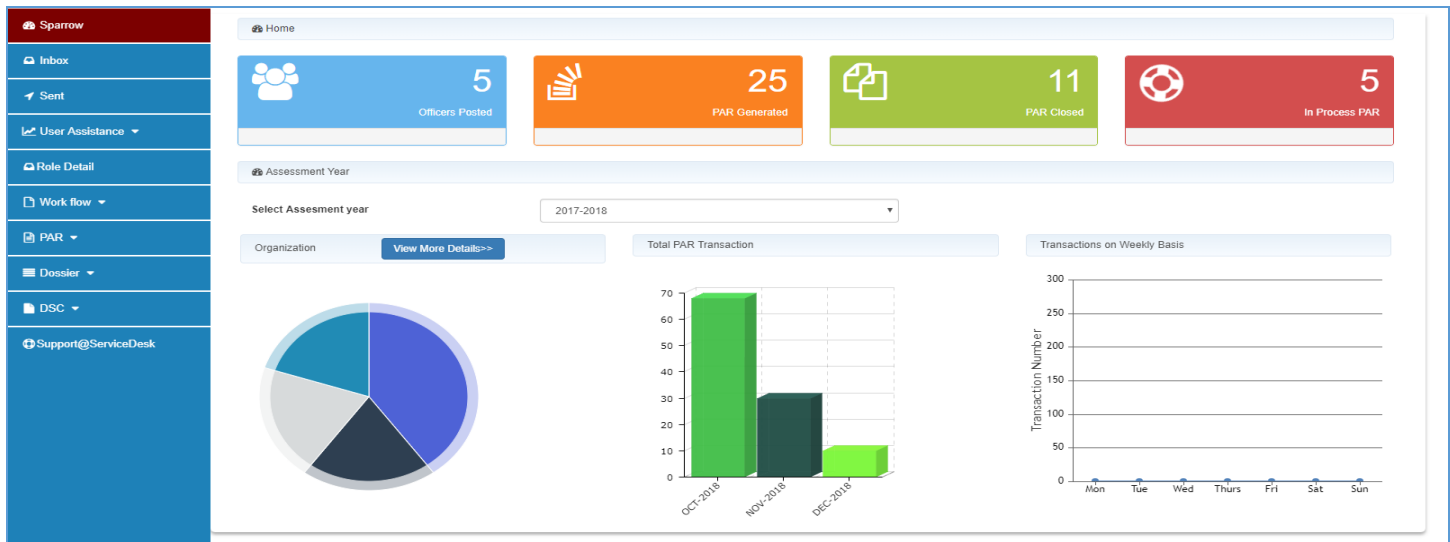 Sparrow
Inbox
Sent
User Assistance
Role Detail
Work flow
PAR
Dossier
DSC
Support@ServiceDesk
Home
5
Officers Posted
25
PAR Generated
11
PAR Closed
5
In Process PAR
Assessment Year
Select Assesment year
2017-2018
Organization
View More Details>>
Total PAR Transaction
70
60
50
40
30
20
10
0
OCT-2018
NOV-2018
DEC-2018
Transactions on Weekly Basis
Transaction Number
300
250
200
150
100
50
0
Mon Tue Wed Thurs Fri Sat Sun